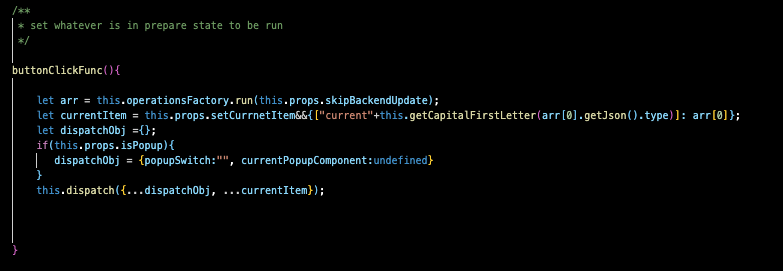 /**
 * set whatever is in prepare state to be run
 */
buttonClickFunc(){
let arr = this.operationsFactory.run(this.props.skipBackendUpdate);
let currentItem = this.props.setCurrnetItem&&{["current"+this.getCapitalFirstLetter(arr[0].getJson().type)]: arr[0]};
let dispatchObj ={};
if(this.props.isPopup){
dispatchObj = {popupSwitch:"", currentPopupComponent:undefined}
}
this.dispatch({...dispatchObj, ...currentItem});
}